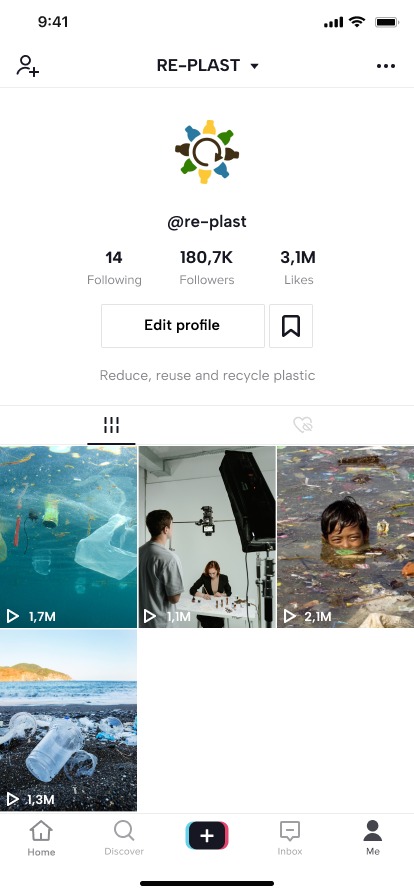 9:41
RE-PLAST
@re-plast
14 180,7K 3,1M
Following Followers Likes
Edit profile
Reduce, reuse and recycle plastic
1,7M 1,1M 2,1M
1,3M
Home Discover Inbox Me